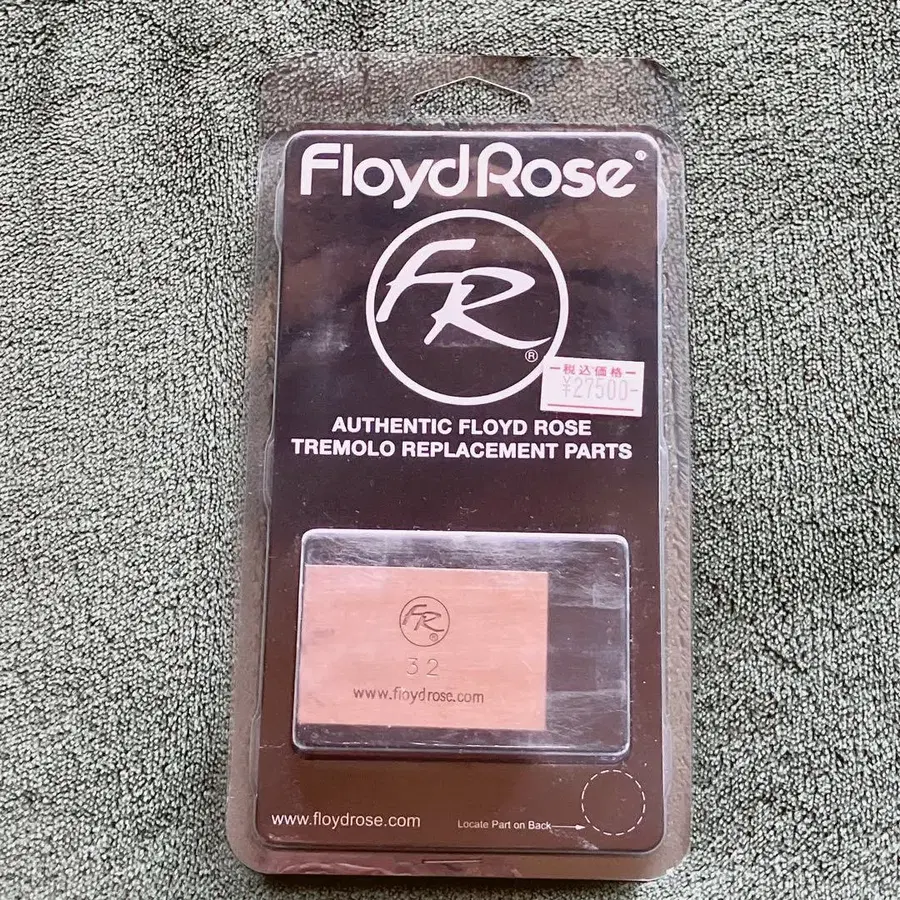 FloydRose®
FR®
税込価格
¥27500-
AUTHENTIC FLOYD ROSE
TREMOLO REPLACEMENT PARTS
FR®
32
www.floydrose.com
www.floydrose.com
Locate Part on Back